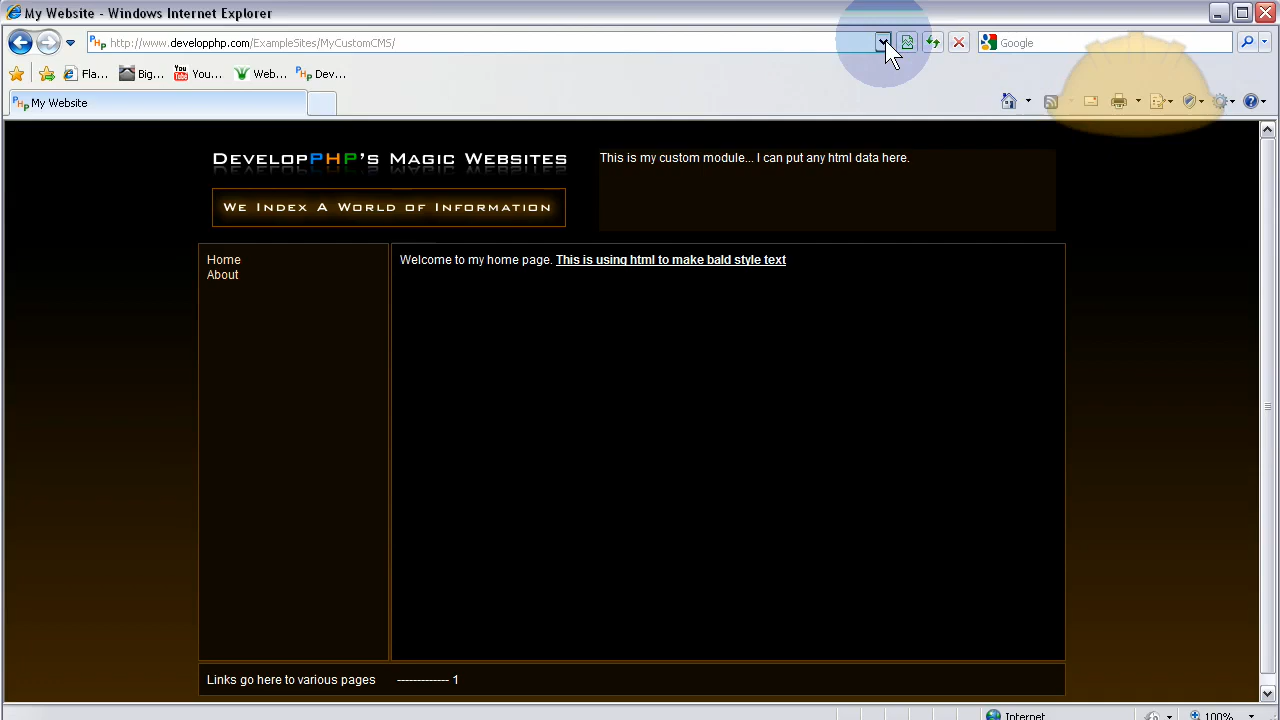 My Website - Windows Internet Explorer
http://www.developphp.com/ExampleSites/MyCustomCMS/
Google
Fla...
Big...
You...
Web...
Dev...
My Website
DevelopPHP's Magic Websites
This is my custom module... I can put any html data here.
We Index A World of Information
Home
About
Welcome to my home page. This is using html to make bald style text
Links go here to various pages ------------- 1
Internet
100%